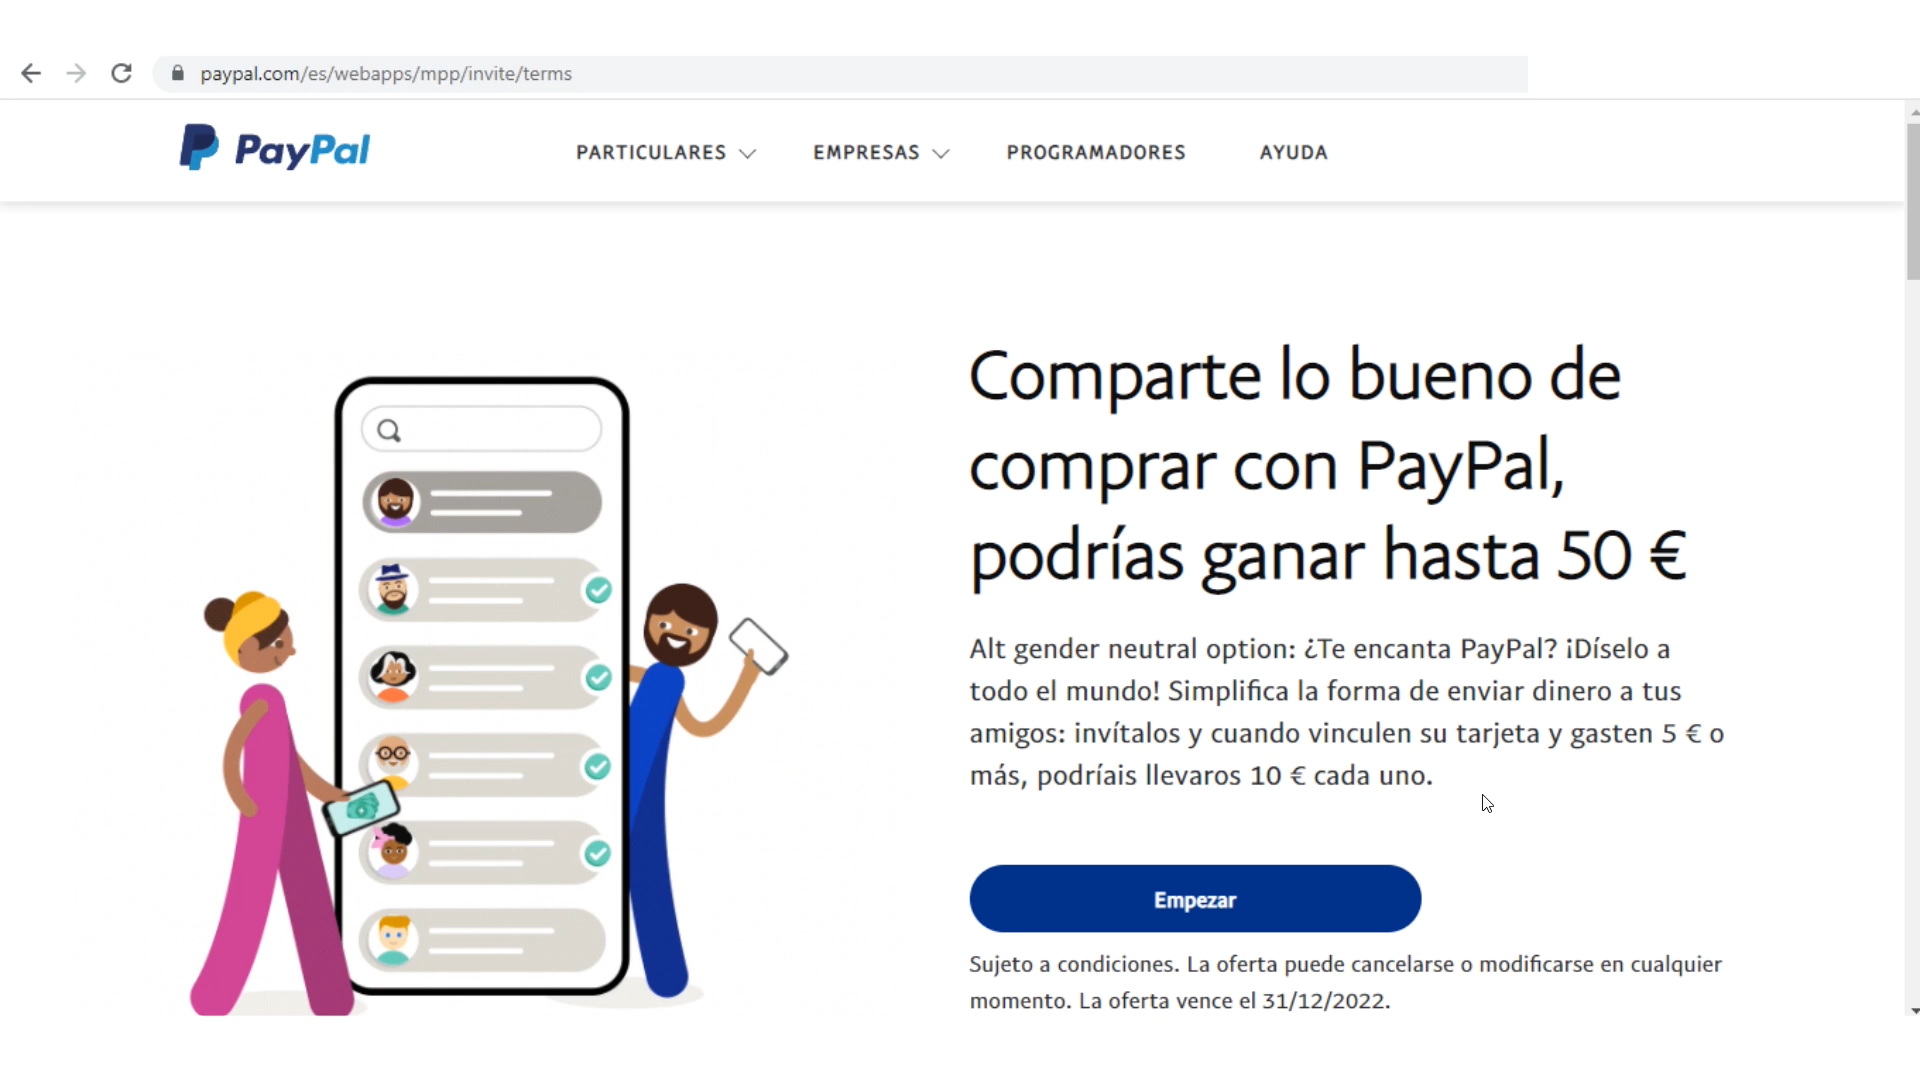 paypal.com/es/webapps/mpp/invite/terms
PayPal PARTICULARES EMPRESAS PROGRAMADORES AYUDA
Comparte lo bueno de
comprar con PayPal,
podrías ganar hasta 50 €
Alt gender neutral option: ¿Te encanta PayPal? ¡Díselo a
todo el mundo! Simplifica la forma de enviar dinero a tus
amigos: invítalos y cuando vinculen su tarjeta y gasten 5 € o
más, podríais llevaros 10 € cada uno.
Empezar
Sujeto a condiciones. La oferta puede cancelarse o modificarse en cualquier
momento. La oferta vence el 31/12/2022.